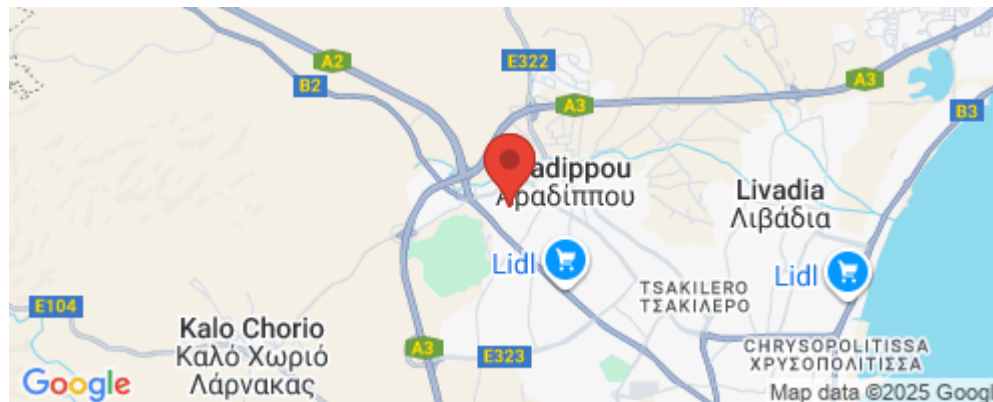 A2
B2
E322
A3
A3
B3
adippou
Αραδίππου
Livadia
Λιβάδια
Lidl
Lidl
TSAKILERO
ΤΣΑΚΙΛΕΡΟ
E104
Kalo Chorio
Καλό Χωριό
Λάρνακας
A3
E323
CHRYSOPOLITISSA
ΧΡΥΣΟΠΟΛΙΤΙΣΣΑ
Google
Map data ©2025 Googl